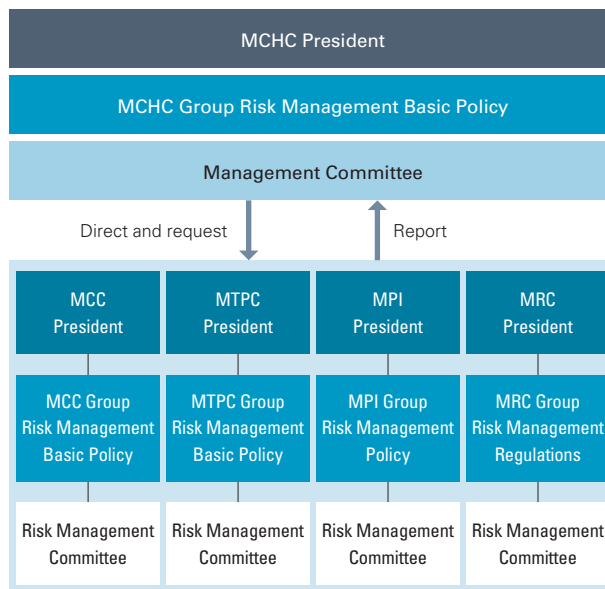 MCHC President
MCHC Group Risk Management Basic Policy
Management Committee
Direct and request
Report
MCC
President
MTPC
President
MPI
President
MRC
President
MCC Group
Risk Management
Basic Policy
MTPC Group
Risk Management
Basic Policy
MPI Group
Risk Management
Policy
MRC Group
Risk Management
Regulations
Risk Management
Committee
Risk Management
Committee
Risk Management
Committee
Risk Management
Committee